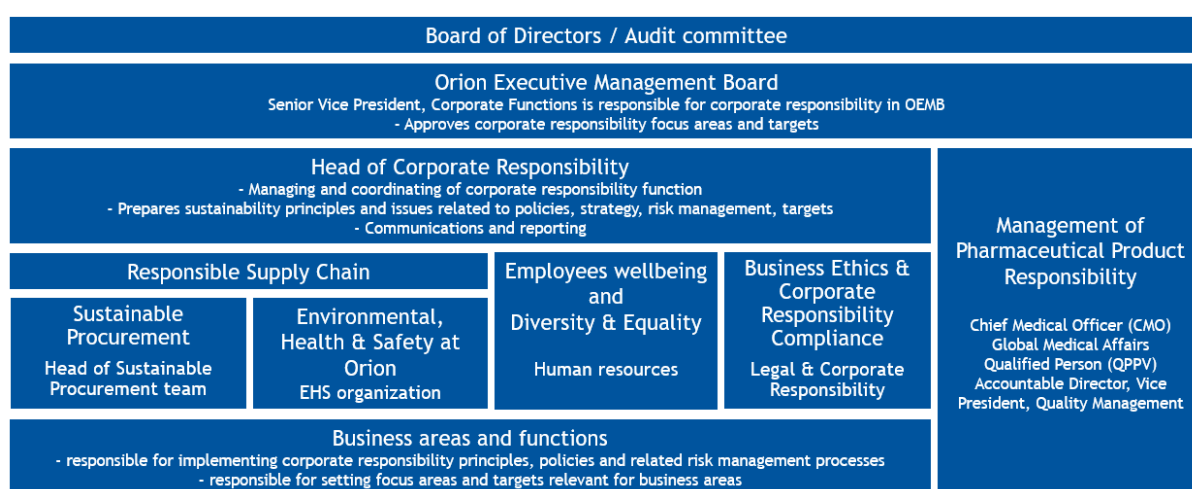 Board of Directors / Audit committee
Orion Executive Management Board
Senior Vice President, Corporate Functions is responsible for corporate responsibility in OEMB
- Approves corporate responsibility focus areas and targets
Head of Corporate Responsibility
- Managing and coordinating of corporate responsibility function
- Prepares sustainability principles and issues related to policies, strategy, risk management, targets
- Communications and reporting
Responsible Supply Chain
Sustainable
Procurement
Head of Sustainable
Procurement team
Environmental,
Health & Safety at
Orion
EHS organization
Employees wellbeing
and
Diversity & Equality
Human resources
Business Ethics &
Corporate
Responsibility
Compliance
Legal & Corporate
Responsibility
Business areas and functions
- responsible for implementing corporate responsibility principles, policies and related risk management processes
- responsible for setting focus areas and targets relevant for business areas
Management of
Pharmaceutical Product
Responsibility
Chief Medical Officer (CMO)
Global Medical Affairs
Qualified Person (QPPV)
Accountable Director, Vice
President, Quality Management